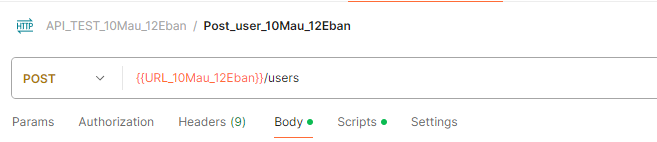 HTTP API_TEST_10Mau_12Eban / Post_user_10Mau_12Eban
POST {{URL_10Mau_12Eban}}/users
Params Authorization Headers (9) Body Scripts Settings